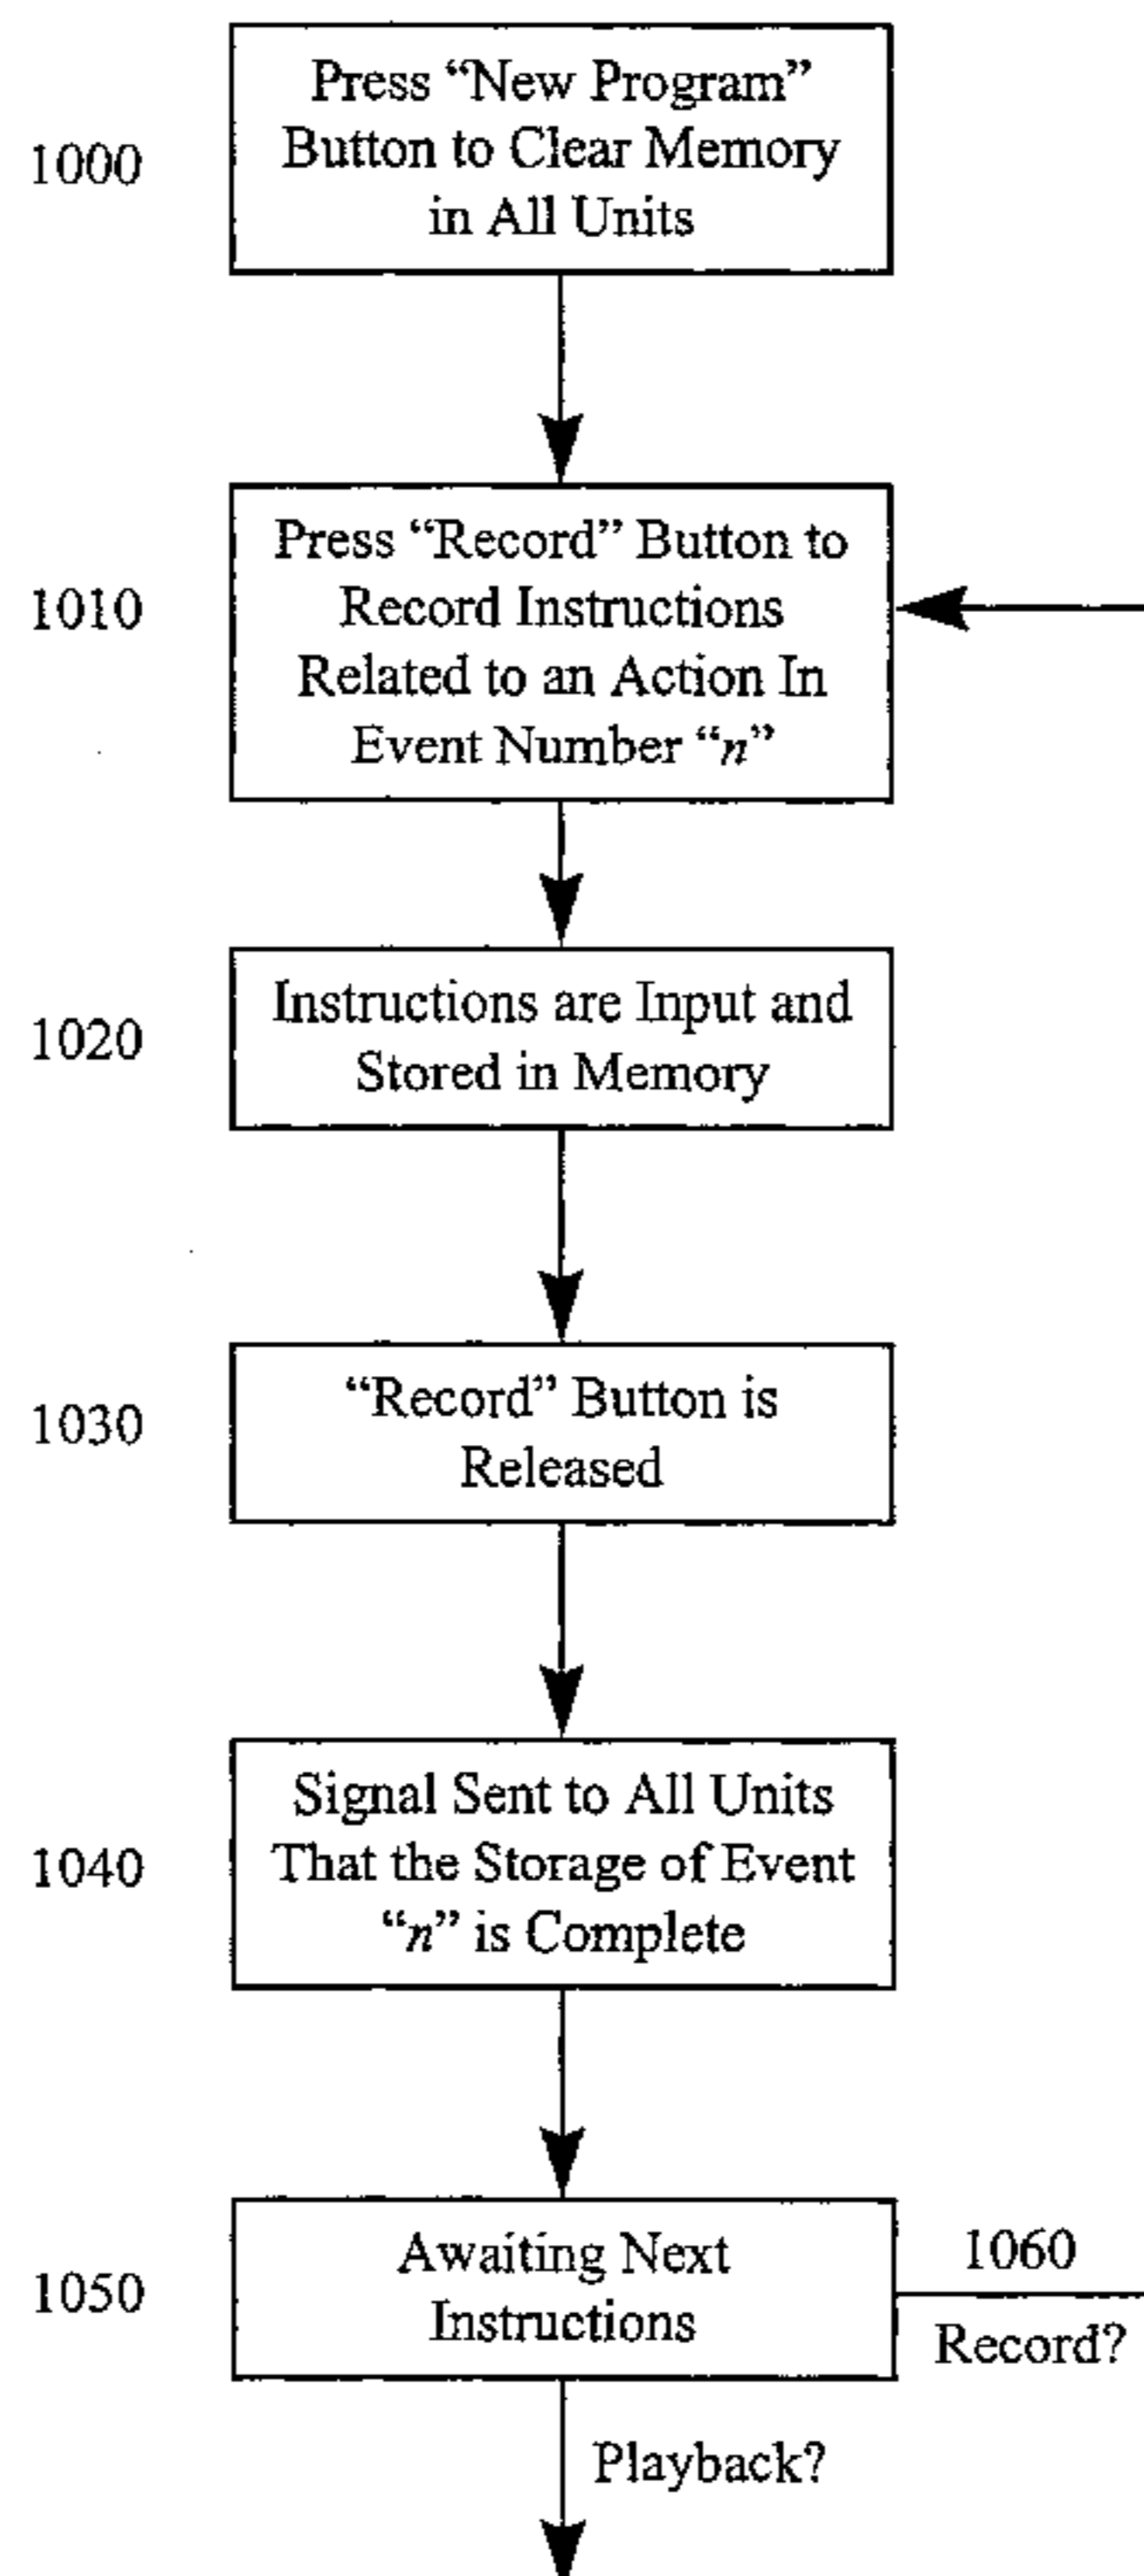 1000
Press “New Program”
Button to Clear Memory
in All Units
1010
Press “Record” Button to
Record Instructions
Related to an Action In
Event Number “n”
1020
Instructions are Input and
Stored in Memory
1030
“Record” Button is
Released
1040
Signal Sent to All Units
That the Storage of Event
“n” is Complete
1050
Awaiting Next
Instructions
1060
Record?
Playback?